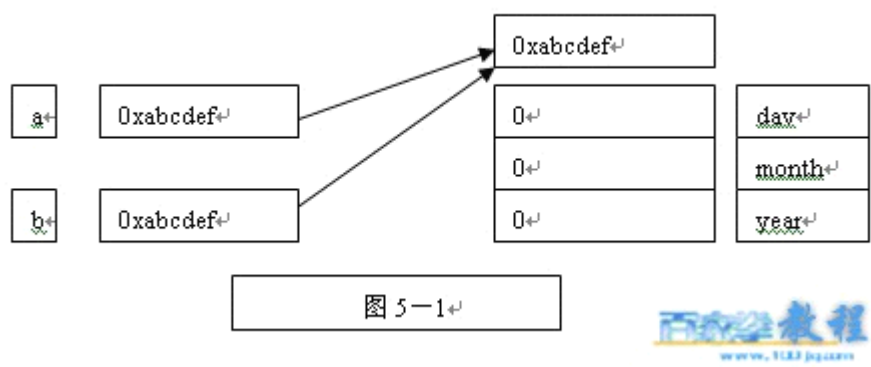 0xabcdef↵
a↵ 0xabcdef↵ 0↵ day↵
0↵ month↵
b↵ 0xabcdef↵ 0↵ year↵
图 5－1↵
教程